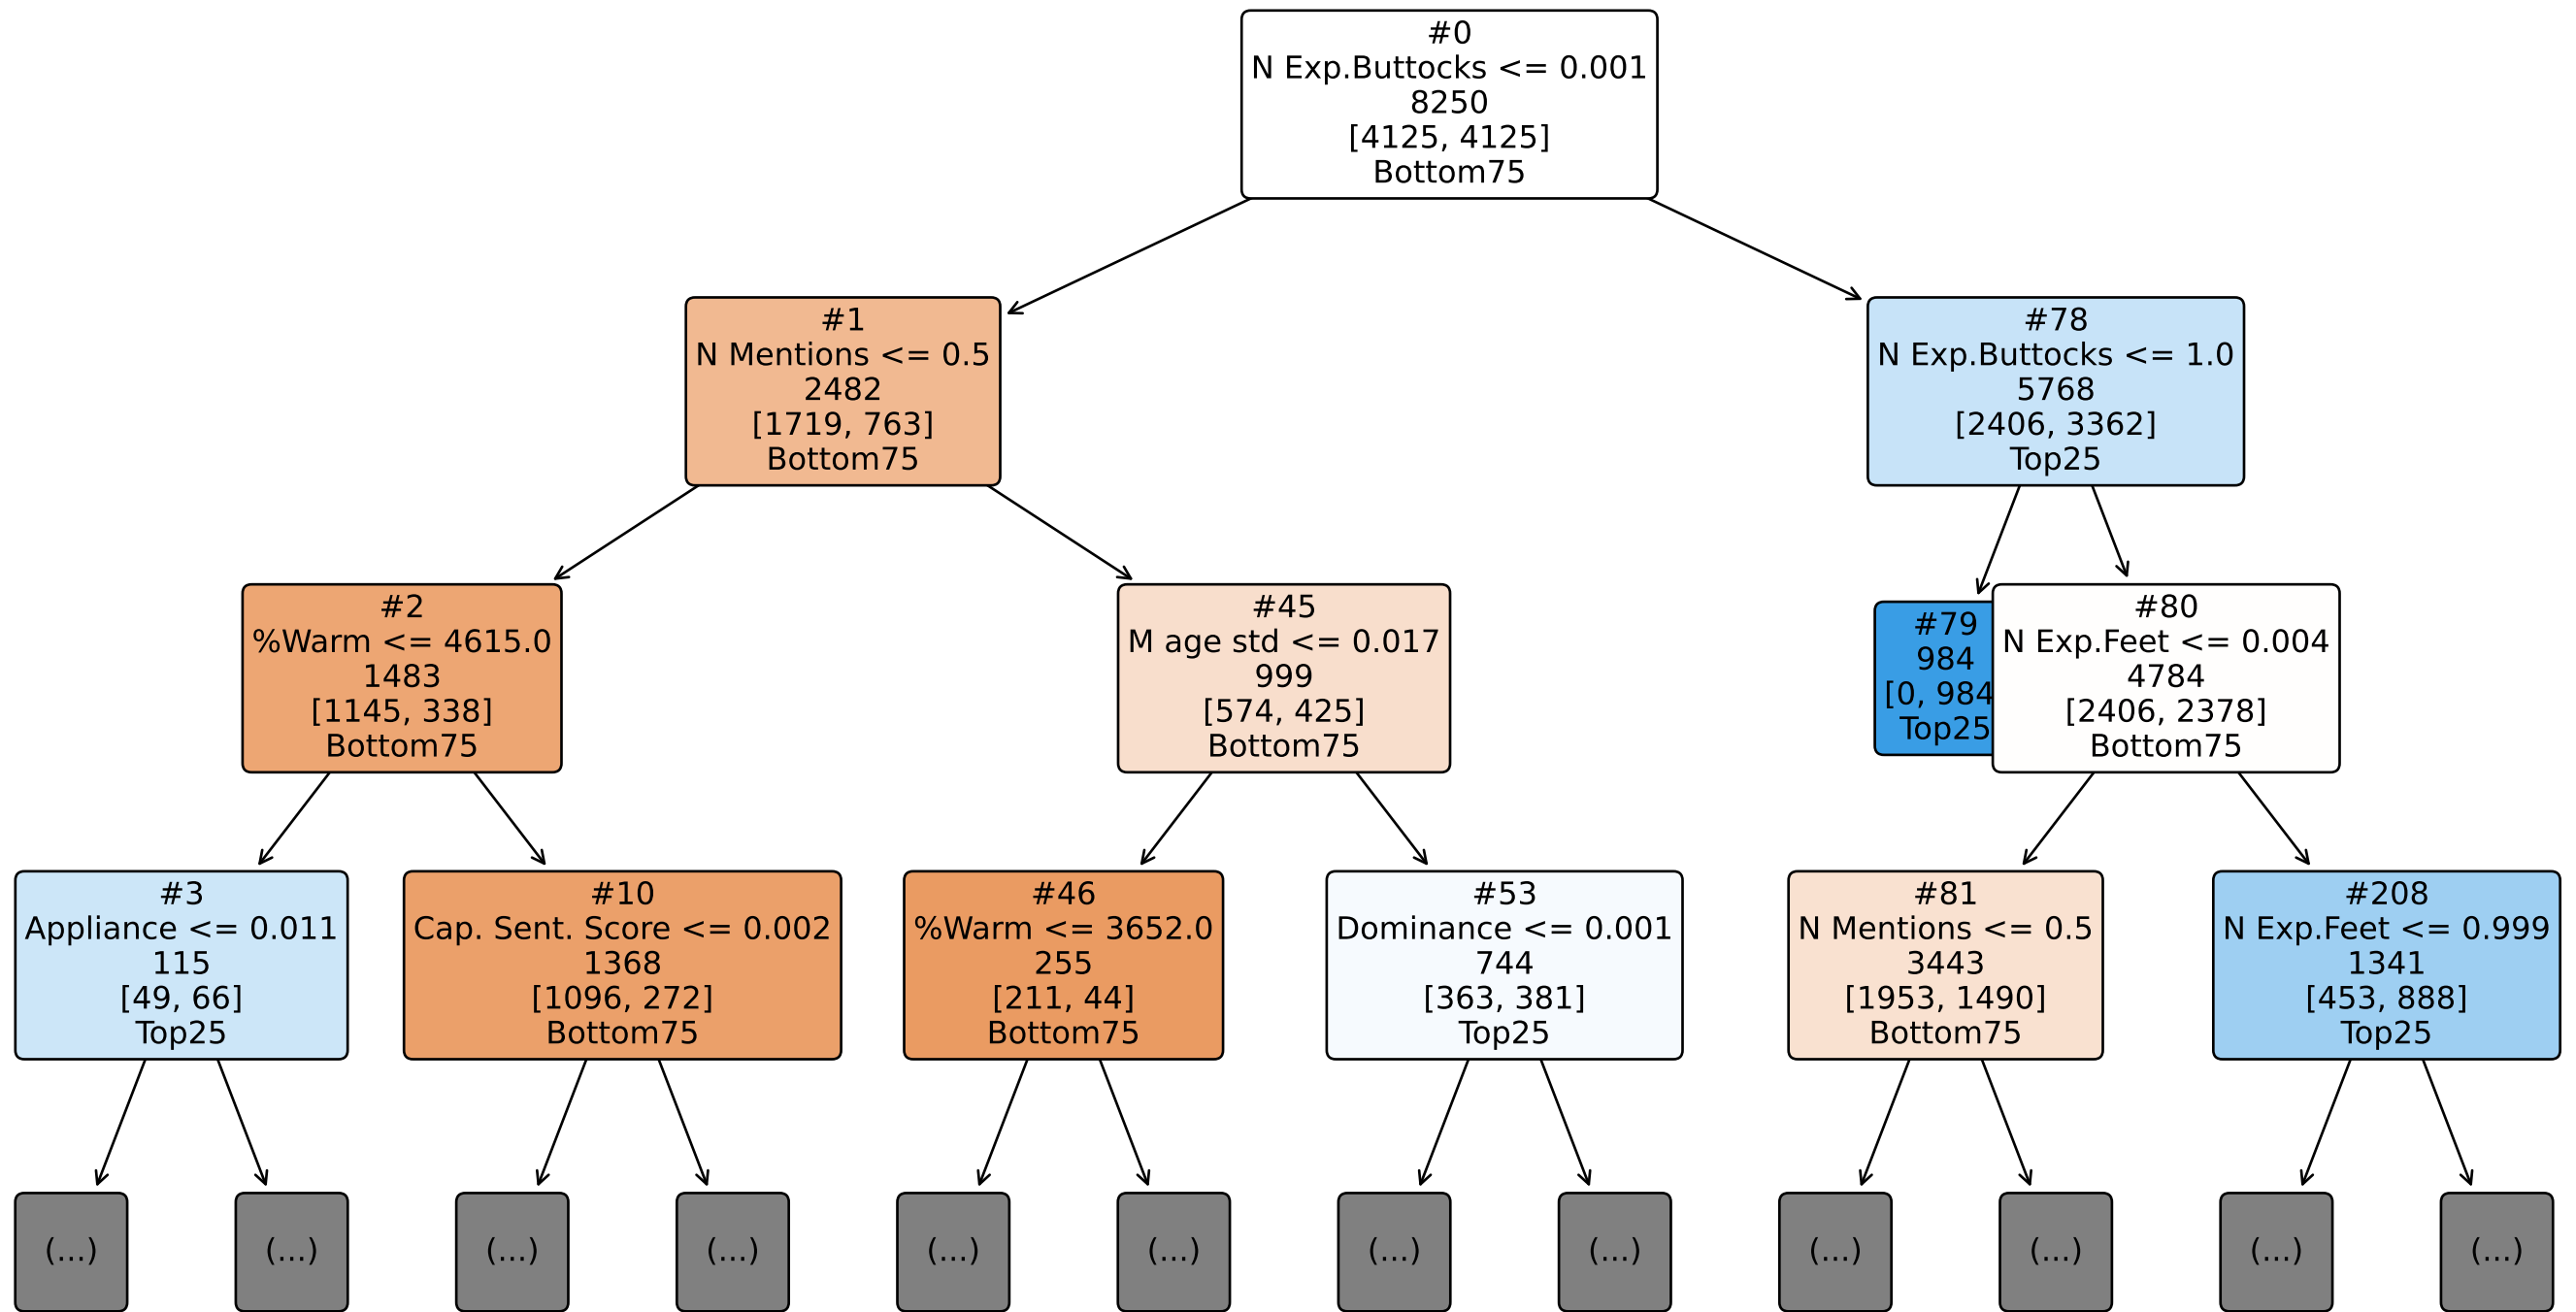 #0
N Exp.Buttocks <= 0.001
8250
[4125, 4125]
Bottom75
#1
N Mentions <= 0.5
2482
[1719, 763]
Bottom75
#78
N Exp.Buttocks <= 1.0
5768
[2406, 3362]
Top25
#2
%Warm <= 4615.0
1483
[1145, 338]
Bottom75
#45
M age std <= 0.017
999
[574, 425]
Bottom75
#79
984
[0, 984
Top25
#80
N Exp.Feet <= 0.004
4784
[2406, 2378]
Bottom75
#3
Appliance <= 0.011
115
[49, 66]
Top25
#10
Cap. Sent. Score <= 0.002
1368
[1096, 272]
Bottom75
#46
%Warm <= 3652.0
255
[211, 44]
Bottom75
#53
Dominance <= 0.001
744
[363, 381]
Top25
#81
N Mentions <= 0.5
3443
[1953, 1490]
Bottom75
#208
N Exp.Feet <= 0.999
1341
[453, 888]
Top25
(...)
(...)
(...)
(...)
(...)
(...)
(...)
(...)
(...)
(...)
(...)
(...)